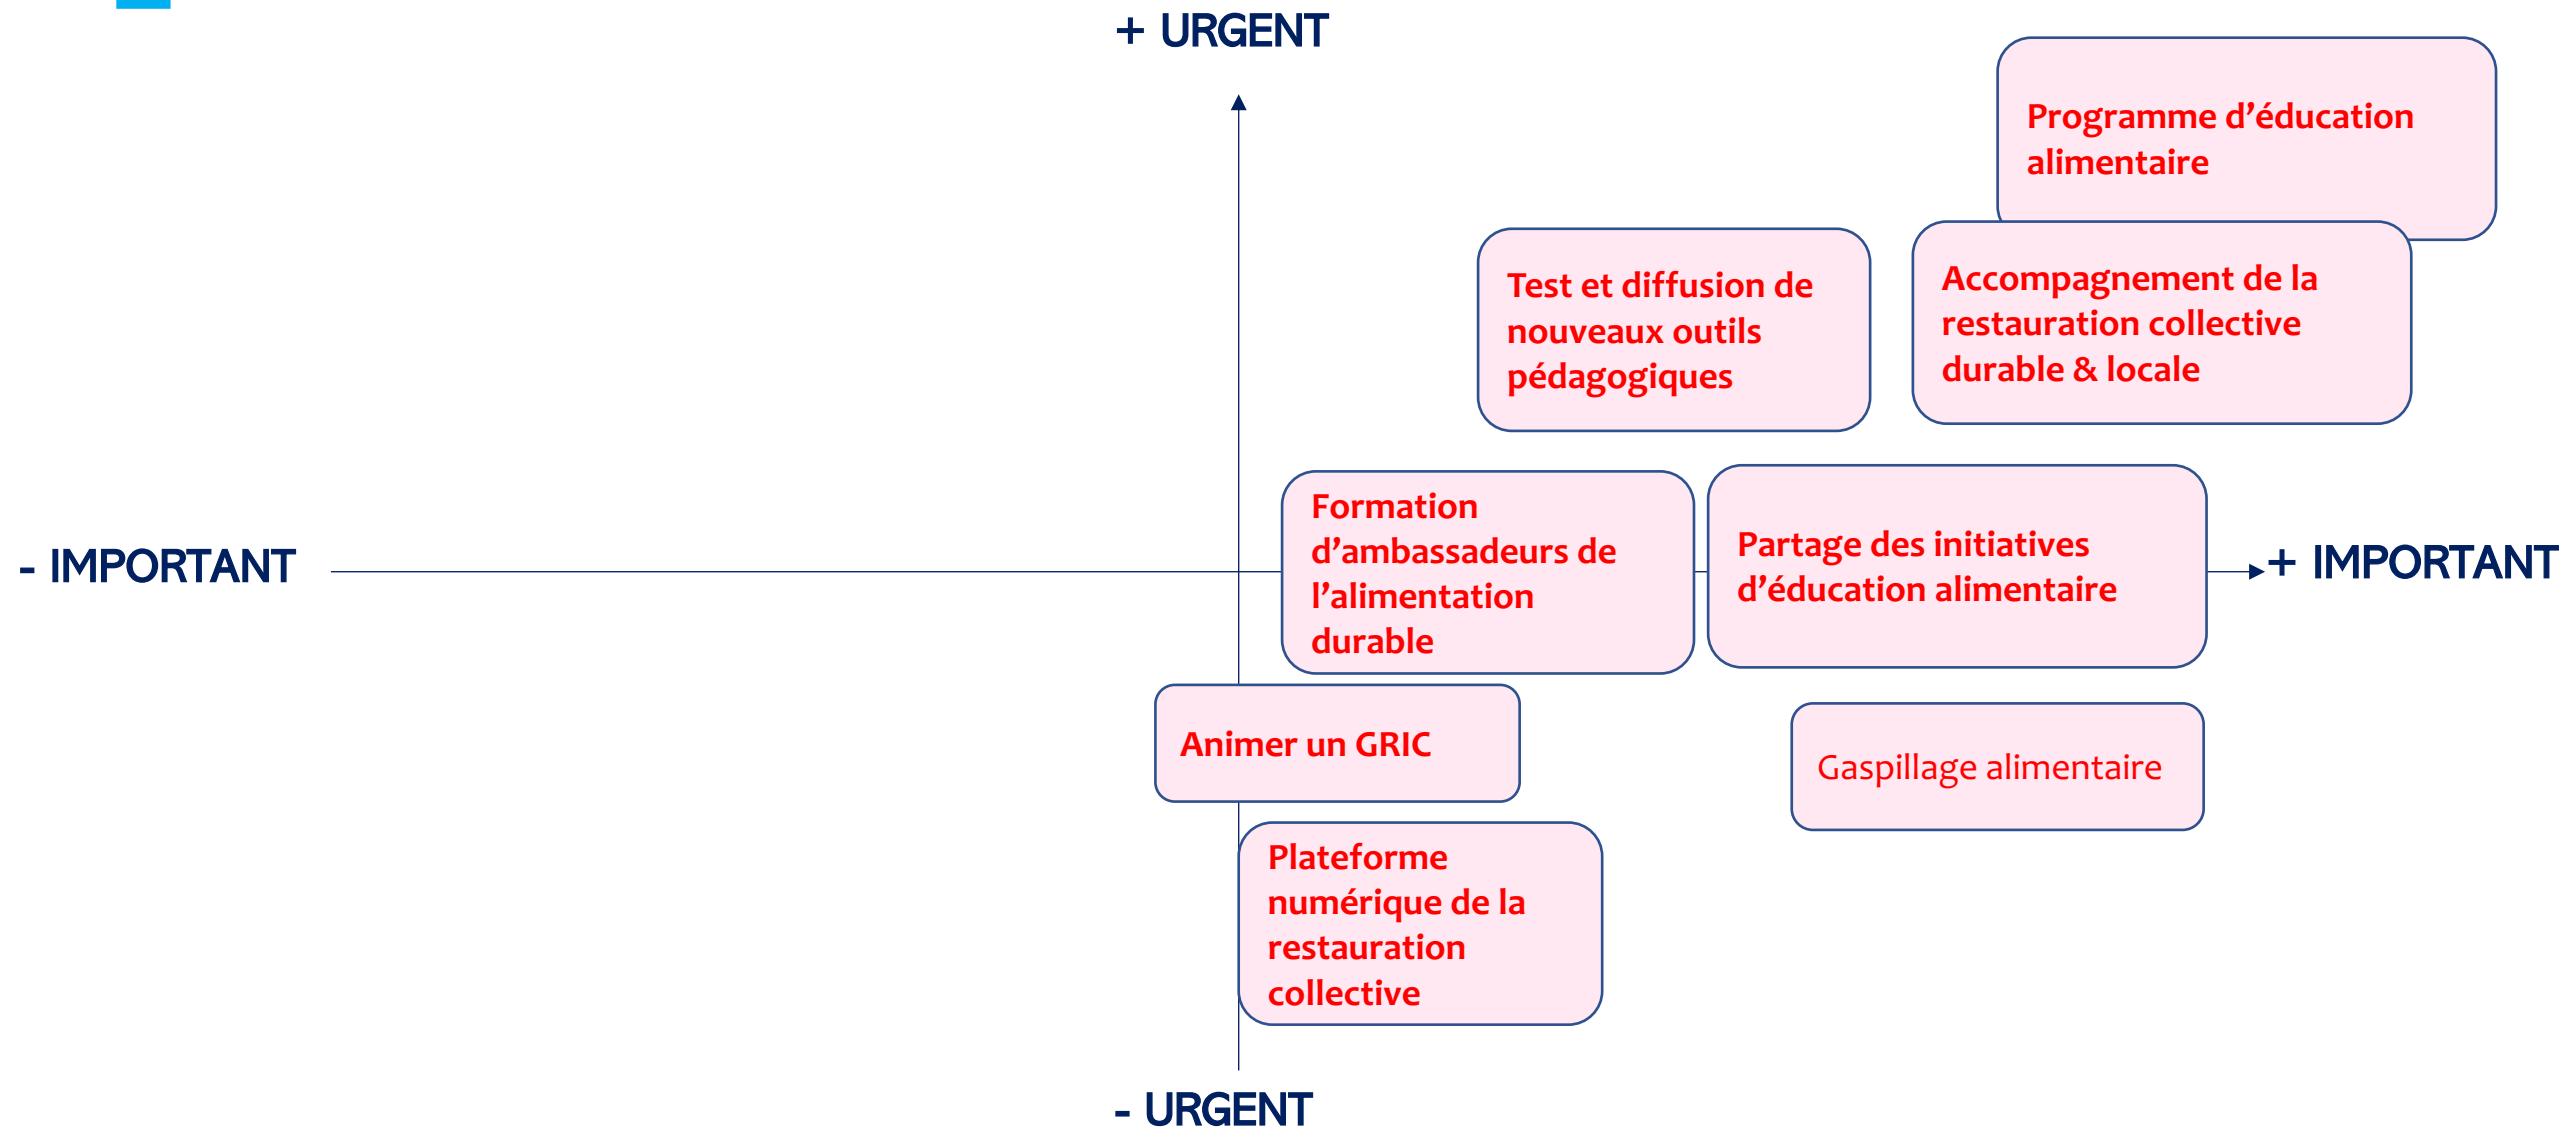 + URGENT
Programme d’éducation
alimentaire
Test et diffusion de
nouveaux outils
pédagogiques
Accompagnement de la
restauration collective
durable & locale
- IMPORTANT
Formation
d’ambassadeurs de
l’alimentation
durable
Partage des initiatives
d’éducation alimentaire
+ IMPORTANT
Animer un GRIC
Gaspillage alimentaire
Plateforme
numérique de la
restauration
collective
- URGENT